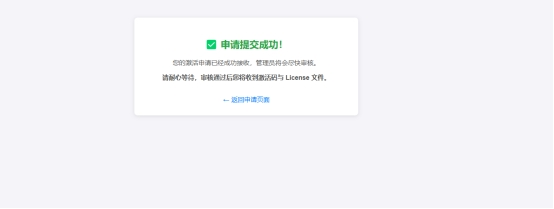 ✅ 申请提交成功！
您的激活申请已经成功接收，管理员将会尽快审核。
请耐心等待，审核通过后您将收到激活码与 License 文件。
← 返回申请页面